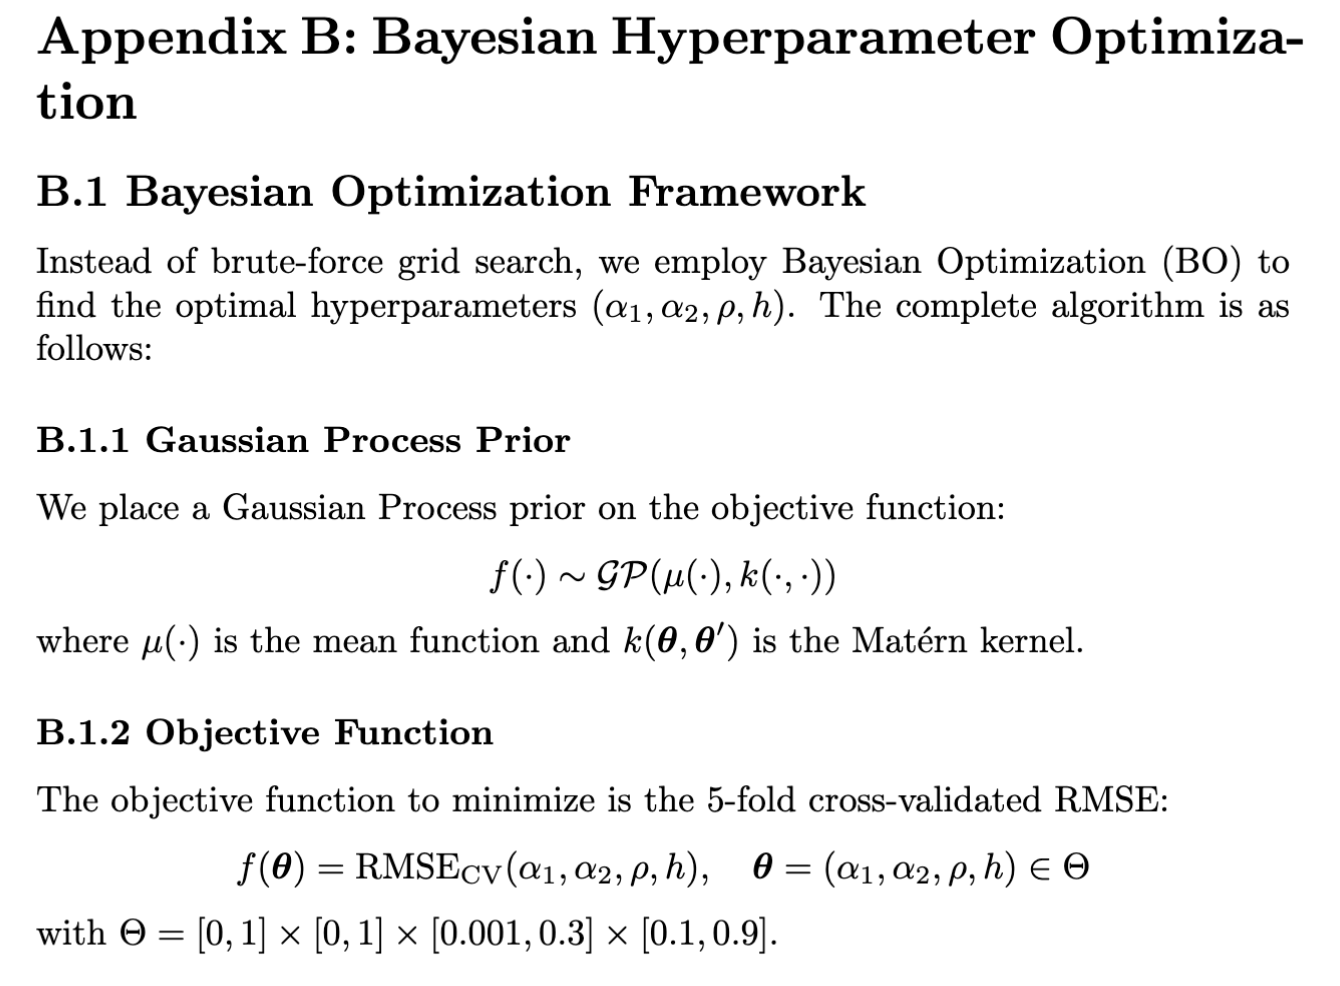 Appendix B: Bayesian Hyperparameter Optimiza-
tion
B.1 Bayesian Optimization Framework
Instead of brute-force grid search, we employ Bayesian Optimization (BO) to
find the optimal hyperparameters (α₁, α₂, ρ, h). The complete algorithm is as
follows:
B.1.1 Gaussian Process Prior
We place a Gaussian Process prior on the objective function:
f(·) ∼ 𝒢𝒫(μ(·), k(·, ·))
where μ(·) is the mean function and k(𝜽, 𝜽′) is the Matérn kernel.
B.1.2 Objective Function
The objective function to minimize is the 5-fold cross-validated RMSE:
f(𝜽) = RMSE_CV(α₁, α₂, ρ, h), 𝜽 = (α₁, α₂, ρ, h) ∈ Θ
with Θ = [0, 1] × [0, 1] × [0.001, 0.3] × [0.1, 0.9].